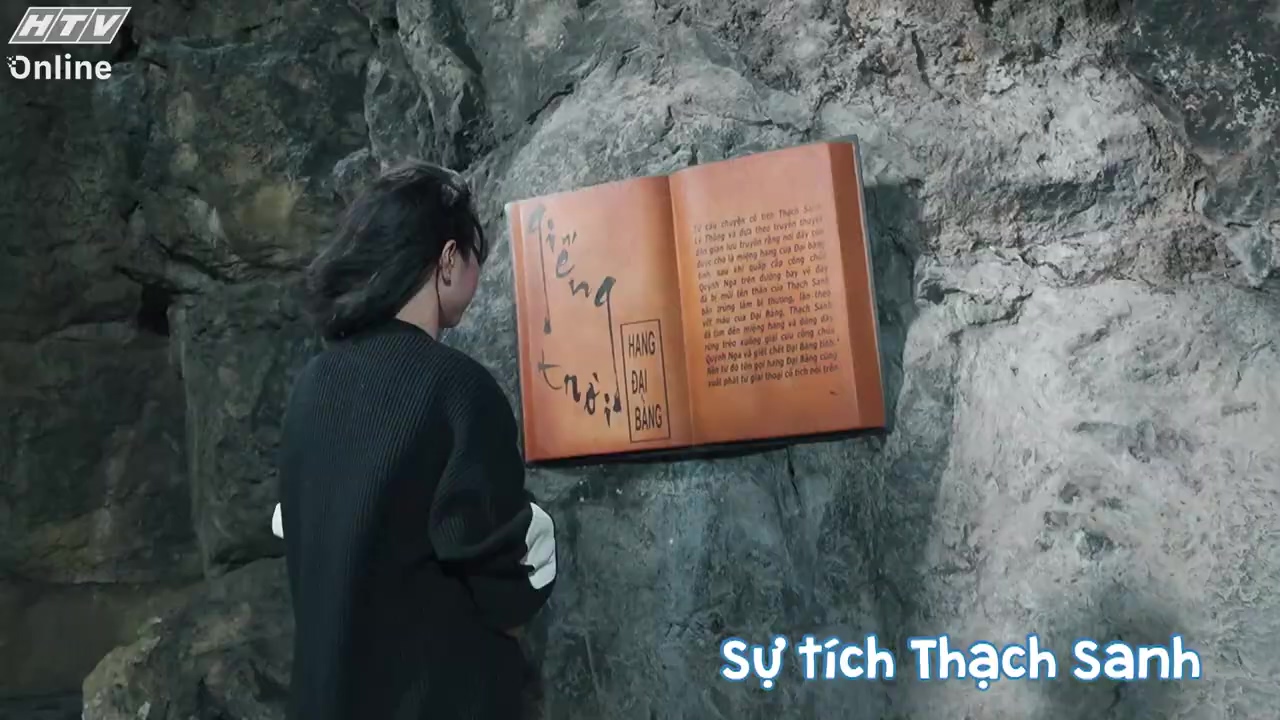 HTV
Online
giếng
trời
HANG
ĐẠI
BÀNG
Từ câu chuyện cổ tích Thạch Sanh
Lý Thông và dựa theo truyền thuyết
dân gian lưu truyền rằng nơi đây còn
được cho là miệng hang của Đại bàng
tinh sau khi quắp cắp công chúa
Quỳnh Nga trên đường bay về đây
đã bị mũi tên thần của Thạch Sanh
bắn trúng làm bị thương, lần theo
vết máu của Đại Bàng, Thạch Sanh
đã tìm đến miệng hang và dòng dây
rừng trèo xuống giải cứu công chúa
Quỳnh Nga và giết chết Đại Bàng tinh.
Nên từ đó tên gọi hang Đại Bàng cũng
xuất phát từ giai thoại cổ tích nói trên
Sự tích Thạch Sanh